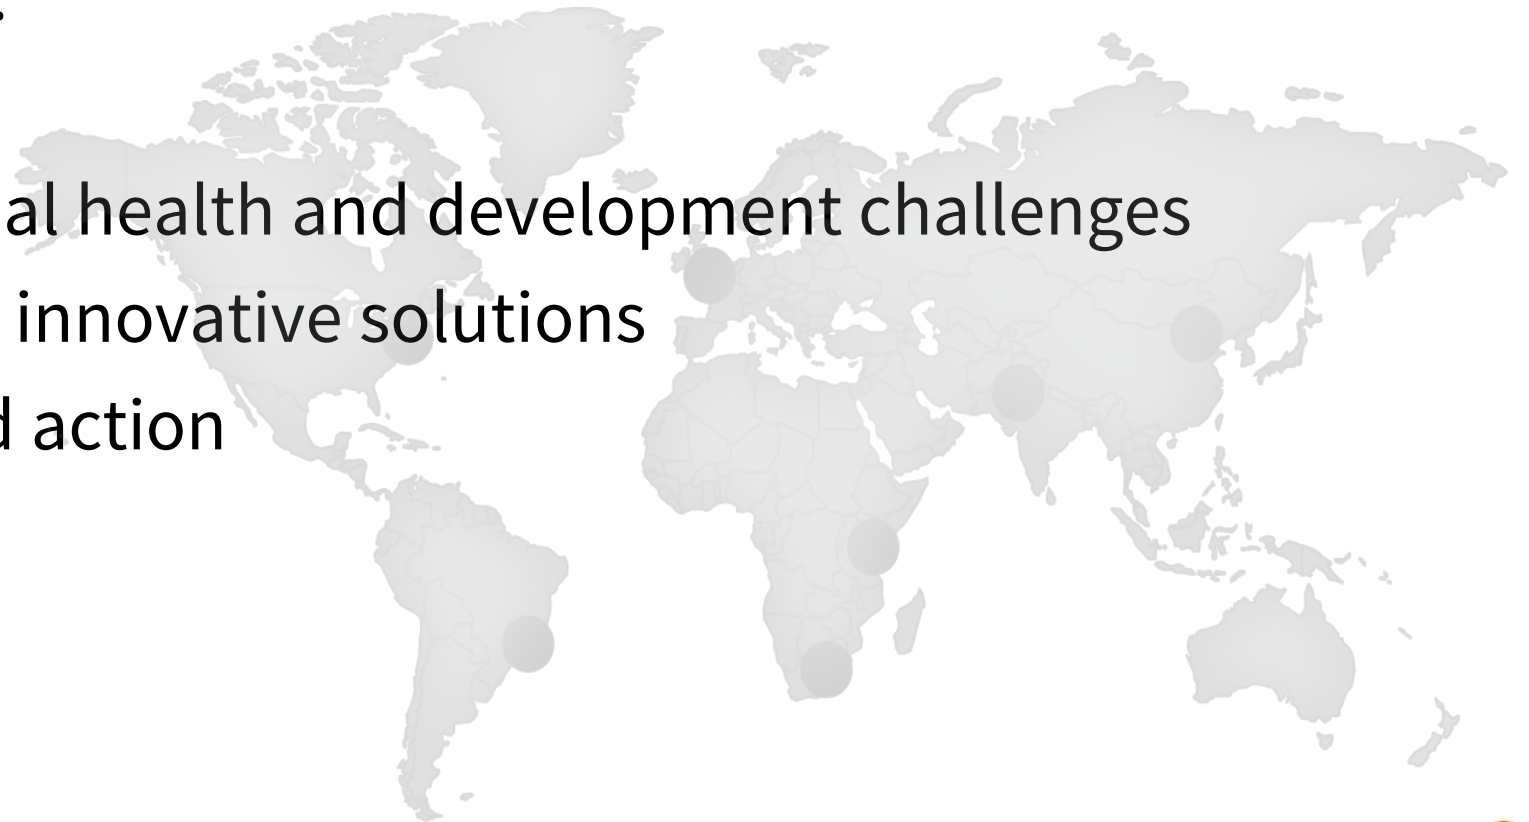 al health and development challenges
innovative solutions
d action